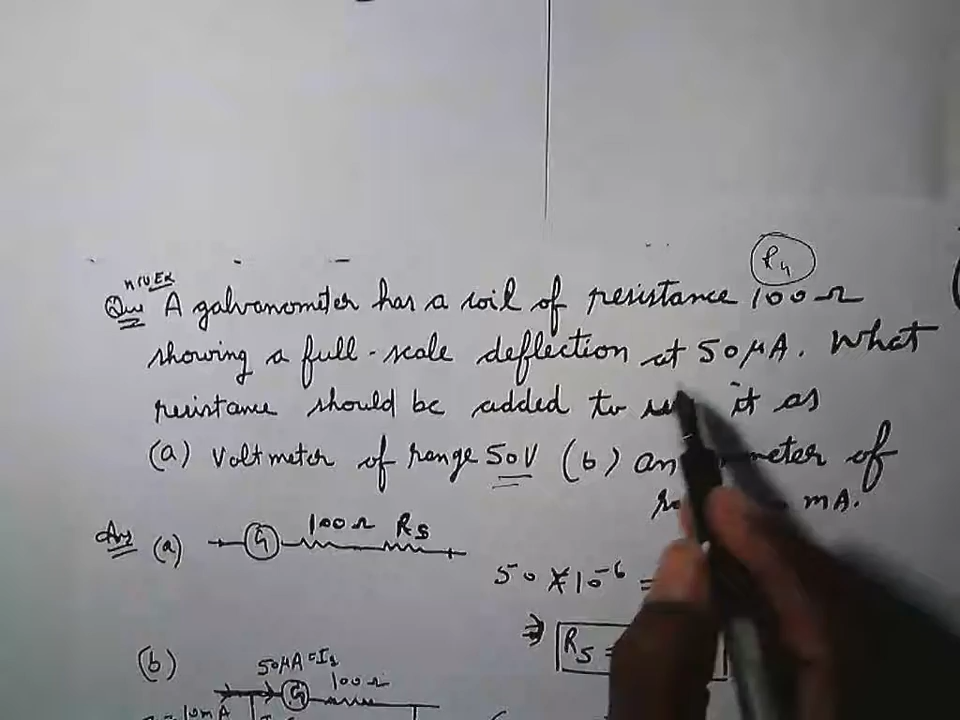 R4
Que A galvanometer has a coil of resistance 100Ω
showing a full-scale deflection at 50μA. What
resistance should be added to it as
(a) Voltmeter of range 50V (b) an meter of
mA.
Ans (a) G 100Ω Rs
50 × 10⁻⁶ =
⇒ Rs =
(b) 50μA = Ig
G 100Ω
= 10mA